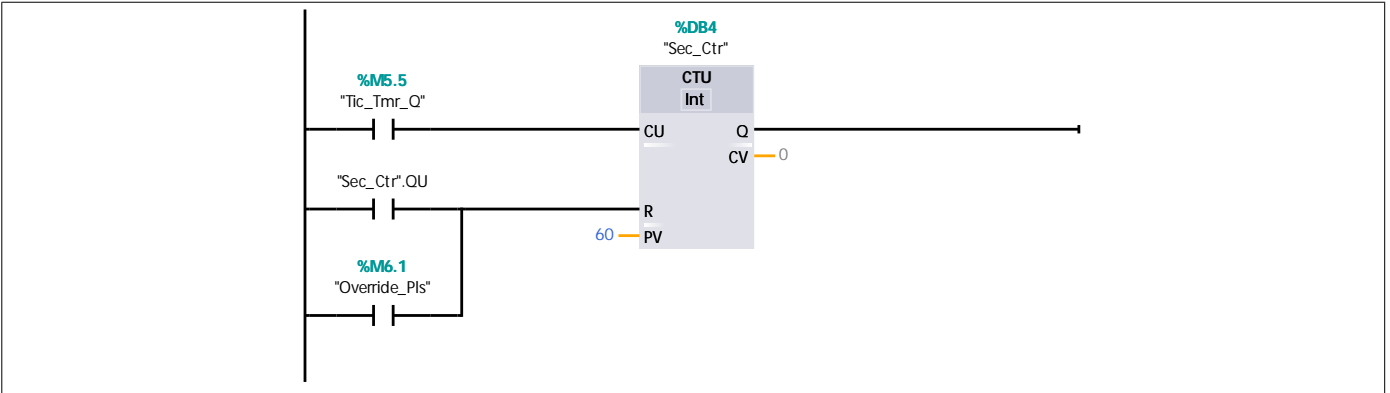 %DB4
"Sec_Ctr"
CTU
Int
%M5.5
"Tic_Tmr_Q"
CU Q
CV 0
"Sec_Ctr".QU
R
60 PV
%M6.1
"Override_Pls"